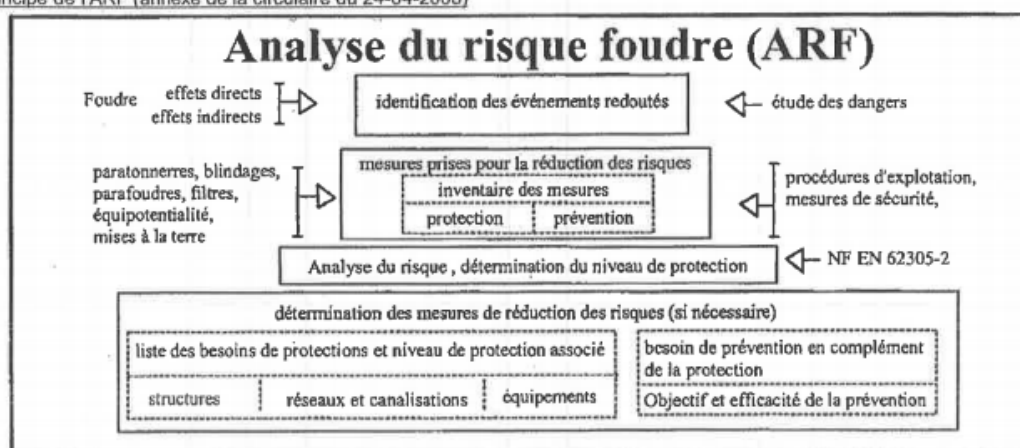 Analyse du risque foudre (ARF)
Foudre
effets directs
effets indirects
identification des événements redoutés
étude des dangers
paratonnerres, blindages,
parafoudres, filtres,
équipotentialité,
mises à la terre
mesures prises pour la réduction des risques
inventaire des mesures
protection
prévention
procédures d'explotation,
mesures de sécurité,
Analyse du risque , détermination du niveau de protection
NF EN 62305-2
détermination des mesures de réduction des risques (si nécessaire)
liste des besoins de protections et niveau de protection associé
structures
réseaux et canalisations
équipements
besoin de prévention en complément
de la protection
Objectif et efficacité de la prévention